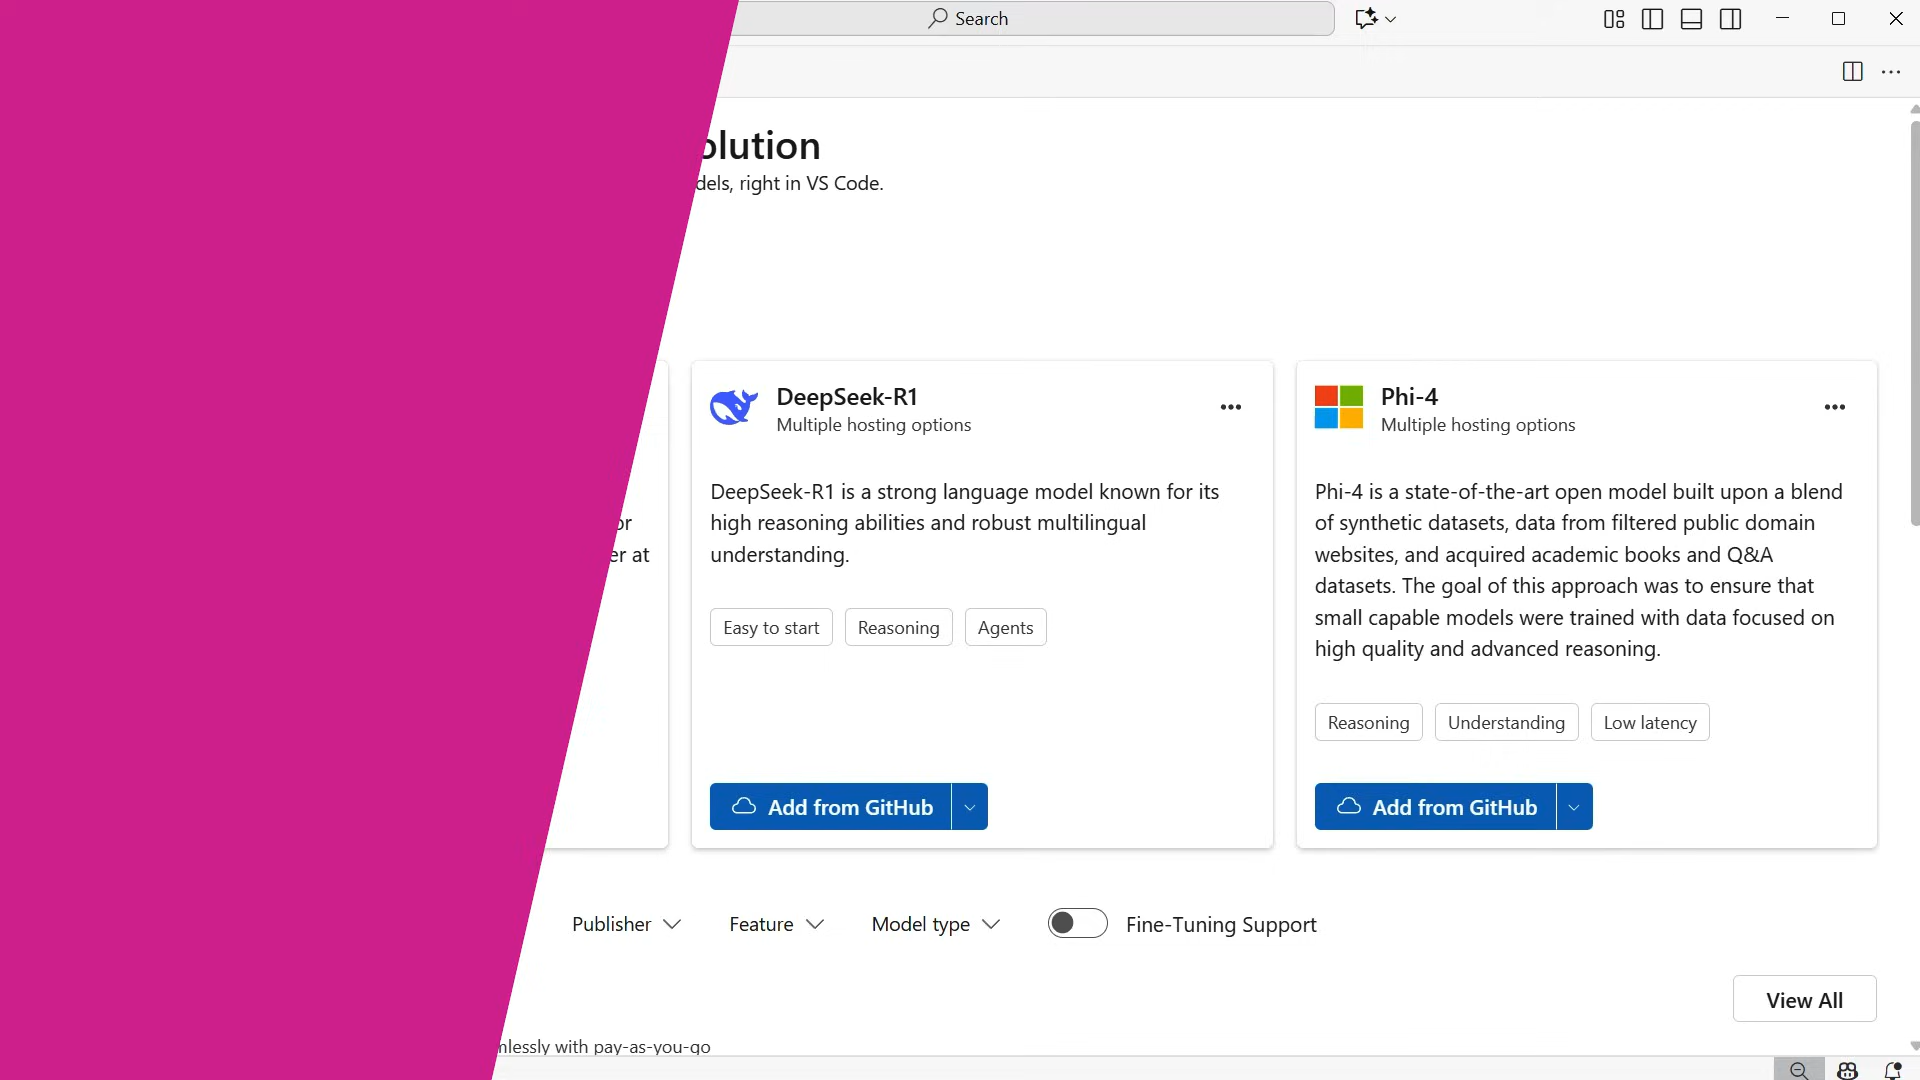 Search
olution
dels, right in VS Code.
or
er at
DeepSeek-R1
Multiple hosting options
DeepSeek-R1 is a strong language model known for its
high reasoning abilities and robust multilingual
understanding.
Easy to start
Reasoning
Agents
Add from GitHub
Phi-4
Multiple hosting options
Phi-4 is a state-of-the-art open model built upon a blend
of synthetic datasets, data from filtered public domain
websites, and acquired academic books and Q&A
datasets. The goal of this approach was to ensure that
small capable models were trained with data focused on
high quality and advanced reasoning.
Reasoning
Understanding
Low latency
Add from GitHub
Publisher
Feature
Model type
Fine-Tuning Support
View All
mlessly with pay-as-you-go